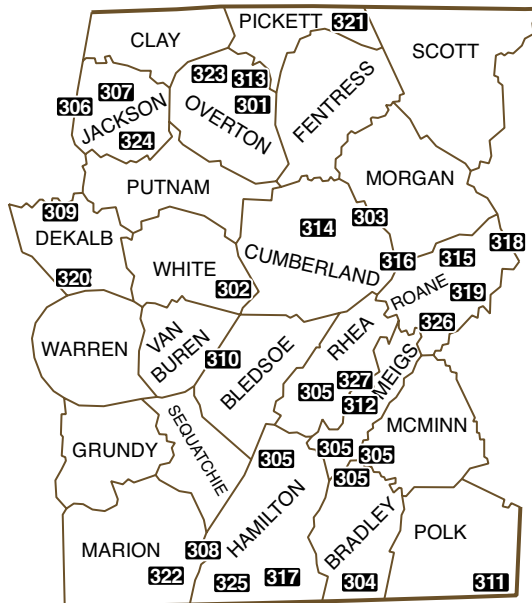 PICKETT 321
CLAY
SCOTT
323 313
307
306
301
JACKSON
OVERTON
FENTRESS
324
PUTNAM
MORGAN
309
303
314
DEKALB
318
CUMBERLAND
316
315
WHITE
320
302
ROANE
319
326
WARREN
VAN
BUREN
310
BLEDSOE
RHEA
MEIGS
327
305
312
MCMINN
GRUNDY
SEQUATCHIE
305
305
305
305
HAMILTON
BRADLEY
POLK
MARION
308
322
325
317
304
311